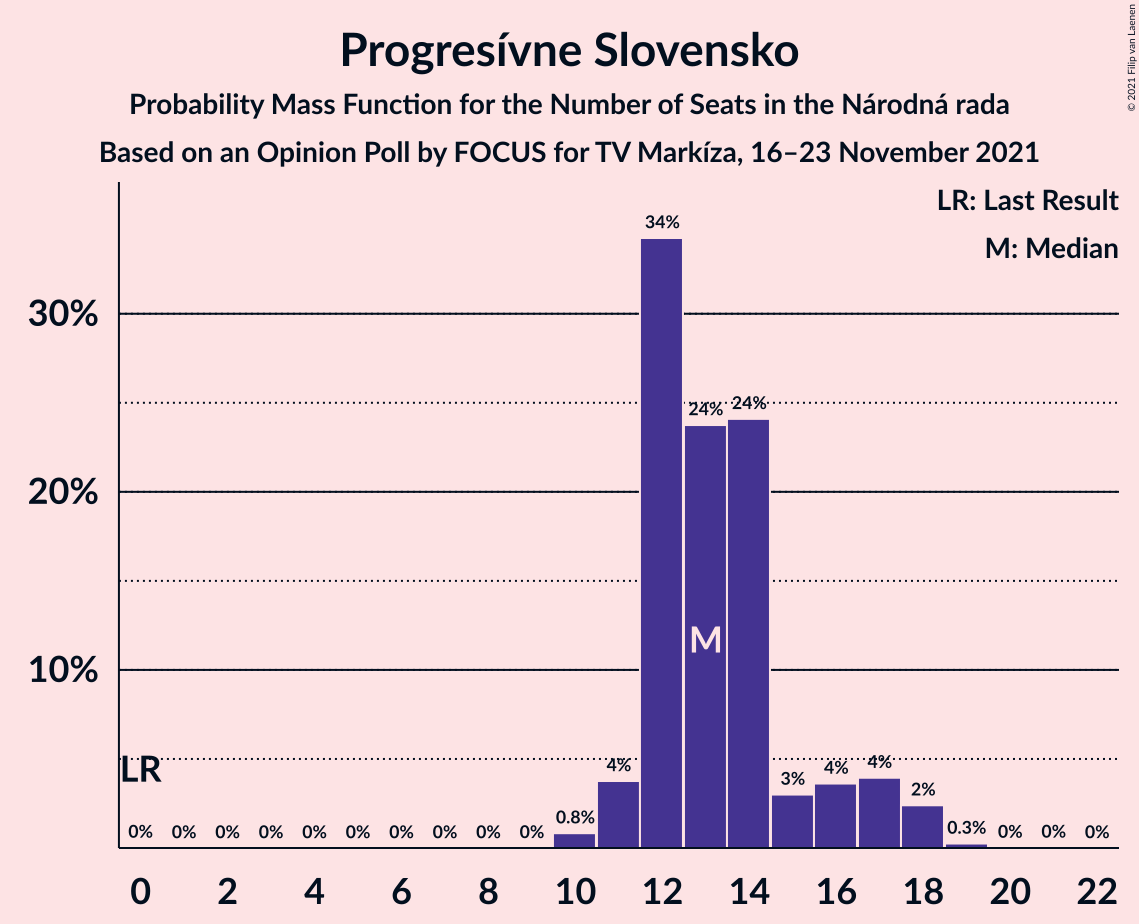 © 2021 Filip van Laenen
Progresívne Slovensko
Probability Mass Function for the Number of Seats in the Národná rada
Based on an Opinion Poll by FOCUS for TV Markíza, 16–23 November 2021
LR: Last Result
M: Median
34%
30%
24% 24%
20%
M
10%
LR
4% 3% 4% 4% 2%
0% 0% 0% 0% 0% 0% 0% 0% 0% 0% 0.8% 0.3% 0% 0% 0%
0 2 4 6 8 10 12 14 16 18 20 22